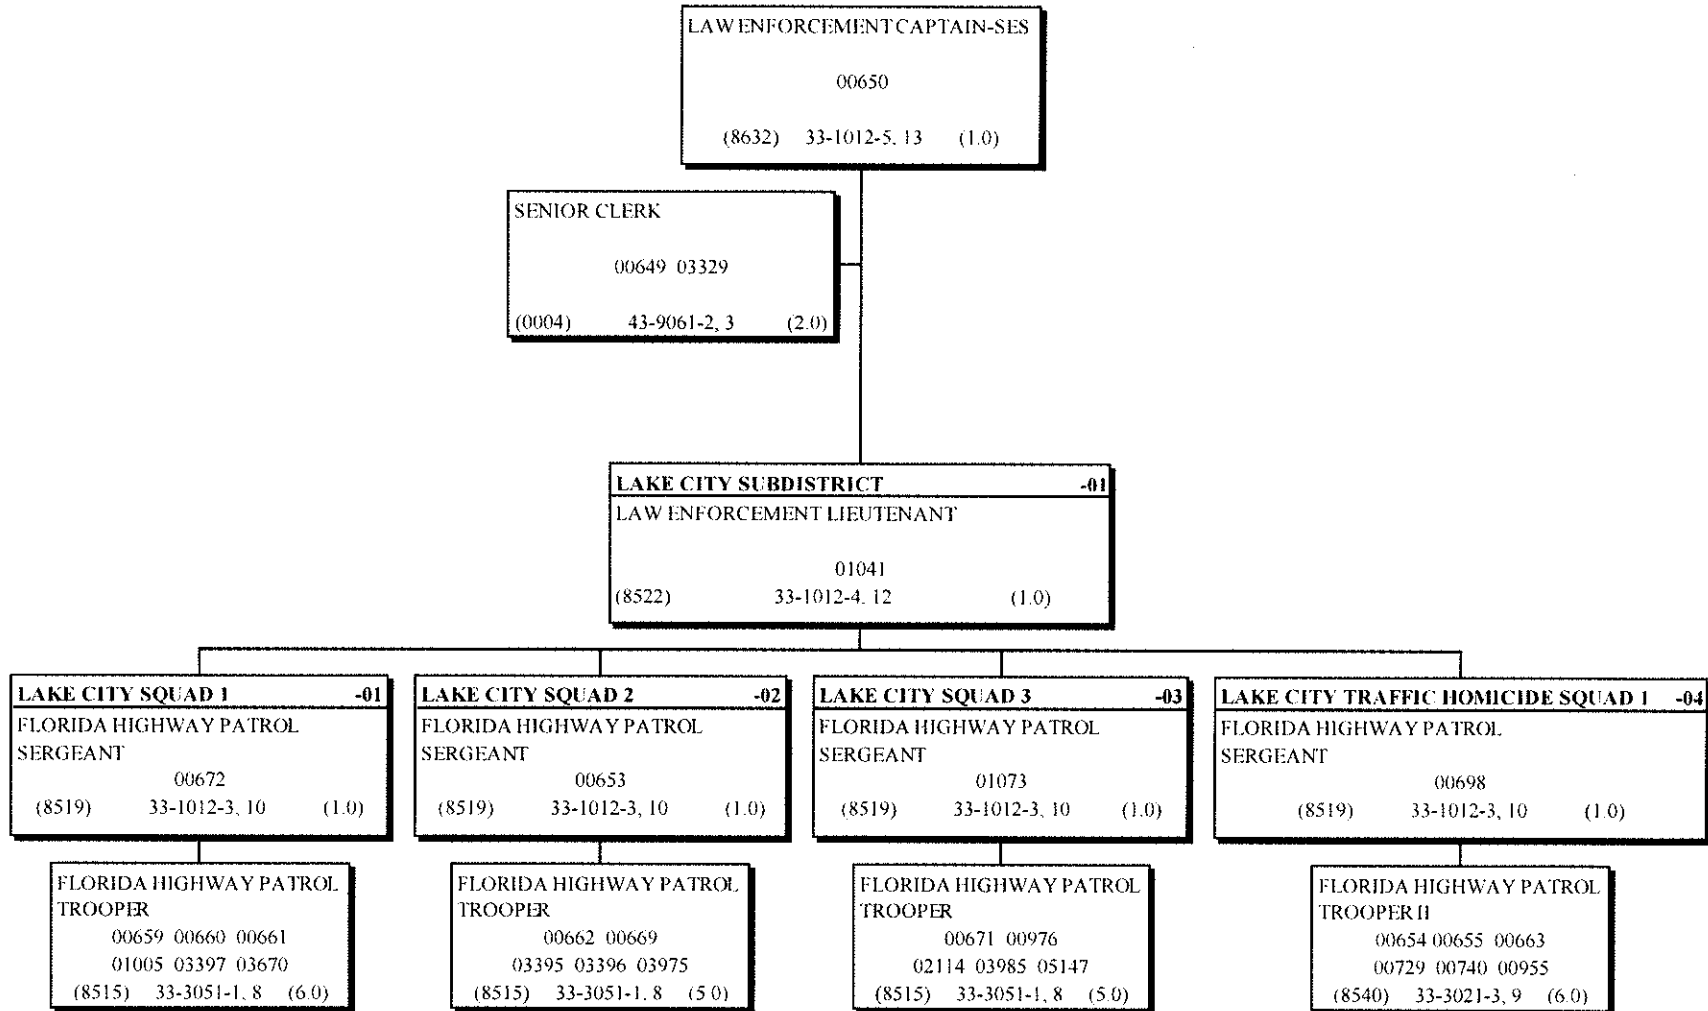 LAW ENFORCEMENT CAPTAIN-SES
00650
(8632) 33-1012-5, 13 (1.0)
SENIOR CLERK
00649 03329
(0004) 43-9061-2, 3 (2.0)
LAKE CITY SUBDISTRICT -01
LAW ENFORCEMENT LIEUTENANT
01041
(8522) 33-1012-4, 12 (1.0)
LAKE CITY SQUAD 1 -01
FLORIDA HIGHWAY PATROL
SERGEANT
00672
(8519) 33-1012-3, 10 (1.0)
LAKE CITY SQUAD 2 -02
FLORIDA HIGHWAY PATROL
SERGEANT
00653
(8519) 33-1012-3, 10 (1.0)
LAKE CITY SQUAD 3 -03
FLORIDA HIGHWAY PATROL
SERGEANT
01073
(8519) 33-1012-3, 10 (1.0)
LAKE CITY TRAFFIC HOMICIDE SQUAD 1 -04
FLORIDA HIGHWAY PATROL
SERGEANT
00698
(8519) 33-1012-3, 10 (1.0)
FLORIDA HIGHWAY PATROL
TROOPER
00659 00660 00661
01005 03397 03670
(8515) 33-3051-1, 8 (6.0)
FLORIDA HIGHWAY PATROL
TROOPER
00662 00669
03395 03396 03975
(8515) 33-3051-1, 8 (5.0)
FLORIDA HIGHWAY PATROL
TROOPER
00671 00976
02114 03985 05147
(8515) 33-3051-1, 8 (5.0)
FLORIDA HIGHWAY PATROL
TROOPER II
00654 00655 00663
00729 00740 00955
(8540) 33-3021-3, 9 (6.0)